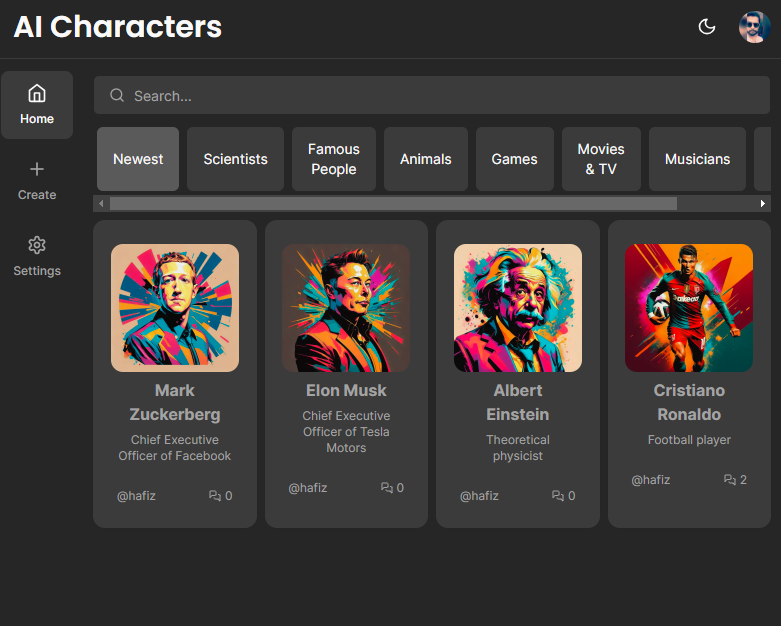 AI Characters
Home
Create
Settings
Search...
Newest
Scientists
Famous
People
Animals
Games
Movies
& TV
Musicians
Mark
Zuckerberg
Chief Executive
Officer of Facebook
@hafiz
0
Elon Musk
Chief Executive
Officer of Tesla
Motors
@hafiz
0
Albert
Einstein
Theoretical
physicist
@hafiz
0
Cristiano
Ronaldo
Football player
@hafiz
2